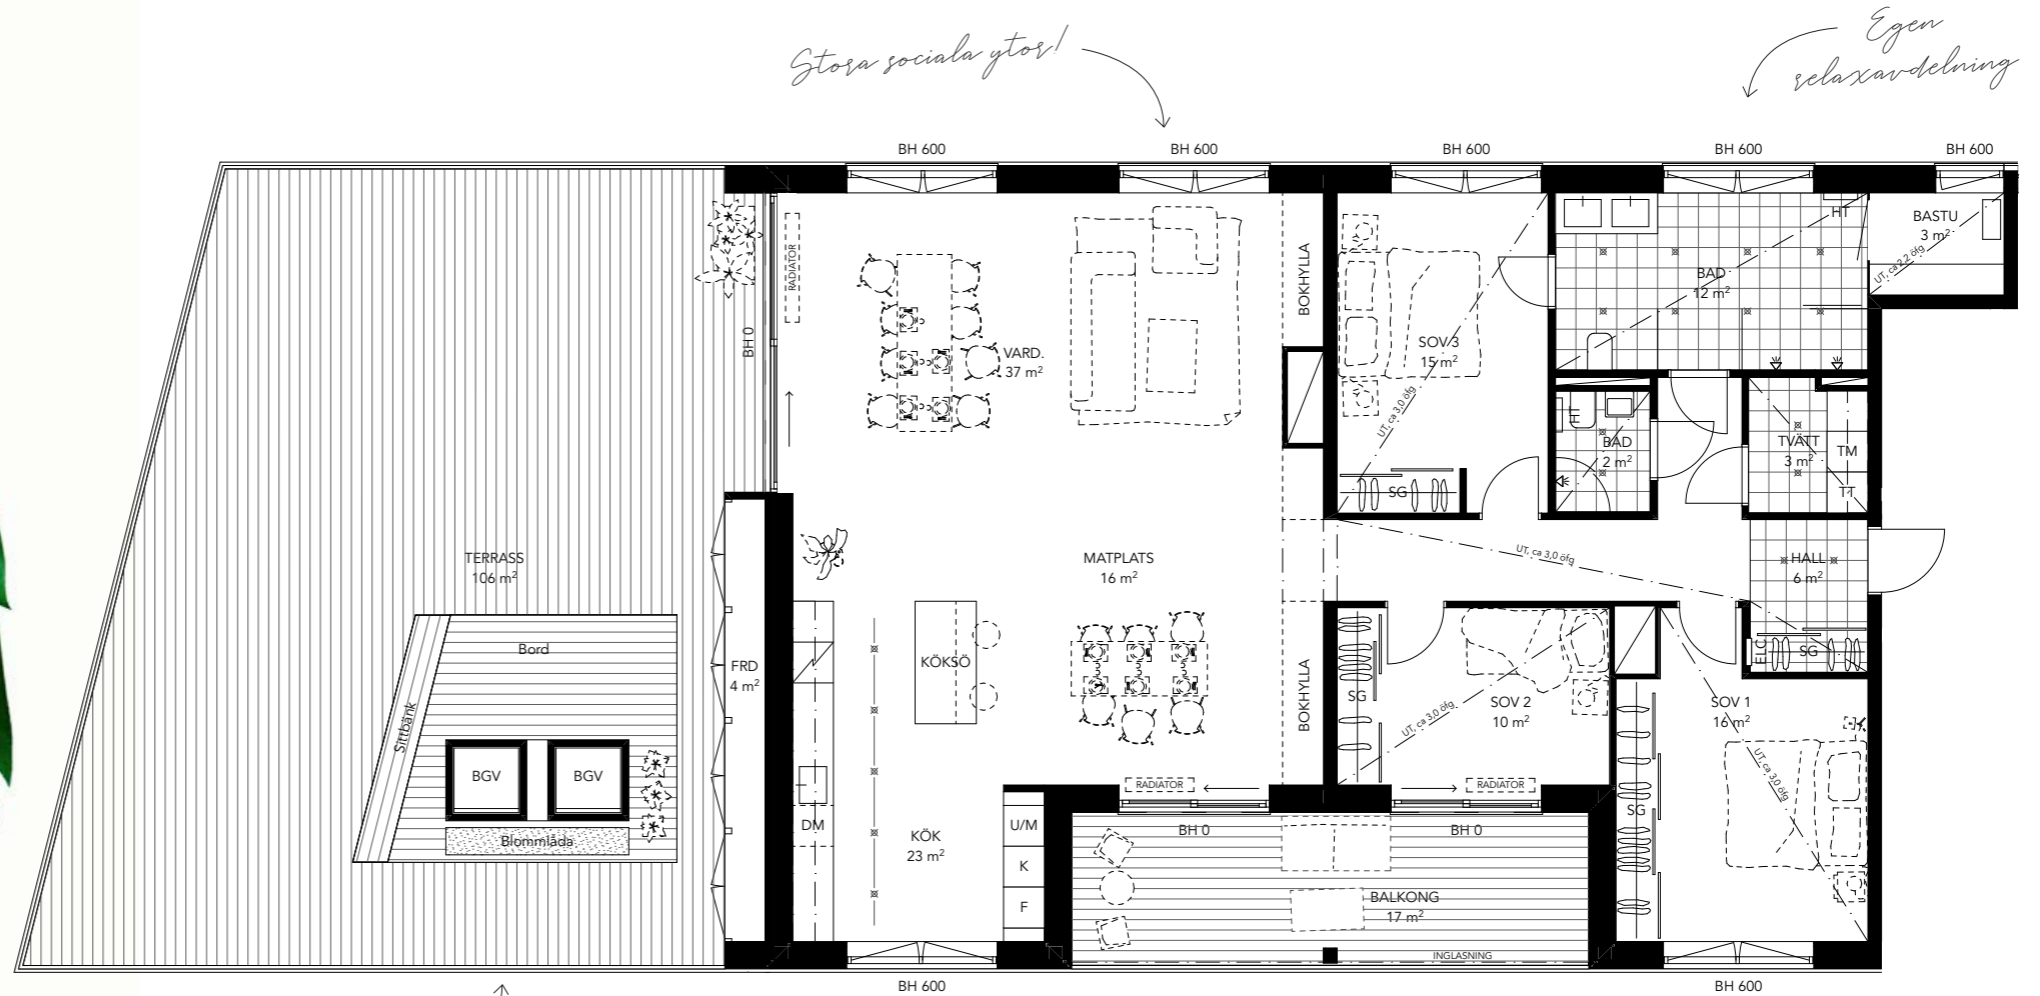 Stora sociala ytor!
Egen
relaxavdelning
BH 600
BH 600
BH 600
BH 600
BH 600
RADIATOR
BH 0
VARD.
37 m²
BOKHYLLA
SOV 3
15 m²
UT, ca 3,0 öfg
SG
BAD
12 m²
HT
BASTU
3 m²
UT, ca 2,2 öfg
HT
BAD
2 m²
TVÄTT
3 m²
TM
TT
TERRASS
106 m²
MATPLATS
16 m²
UT, ca 3,0 öfg
HALL
6 m²
ELC
SG
Bord
Sittbänk
BGV
BGV
Blomlåda
FRD
4 m²
KÖKSÖ
BOKHYLLA
SG
SOV 2
10 m²
UT, ca 3,0 öfg
SOV 1
16 m²
UT, ca 3,0 öfg
SG
RADIATOR
RADIATOR
DM
KÖK
23 m²
U/M
K
F
BH 0
BH 0
BALKONG
17 m²
INGLASNING
BH 600
BH 600